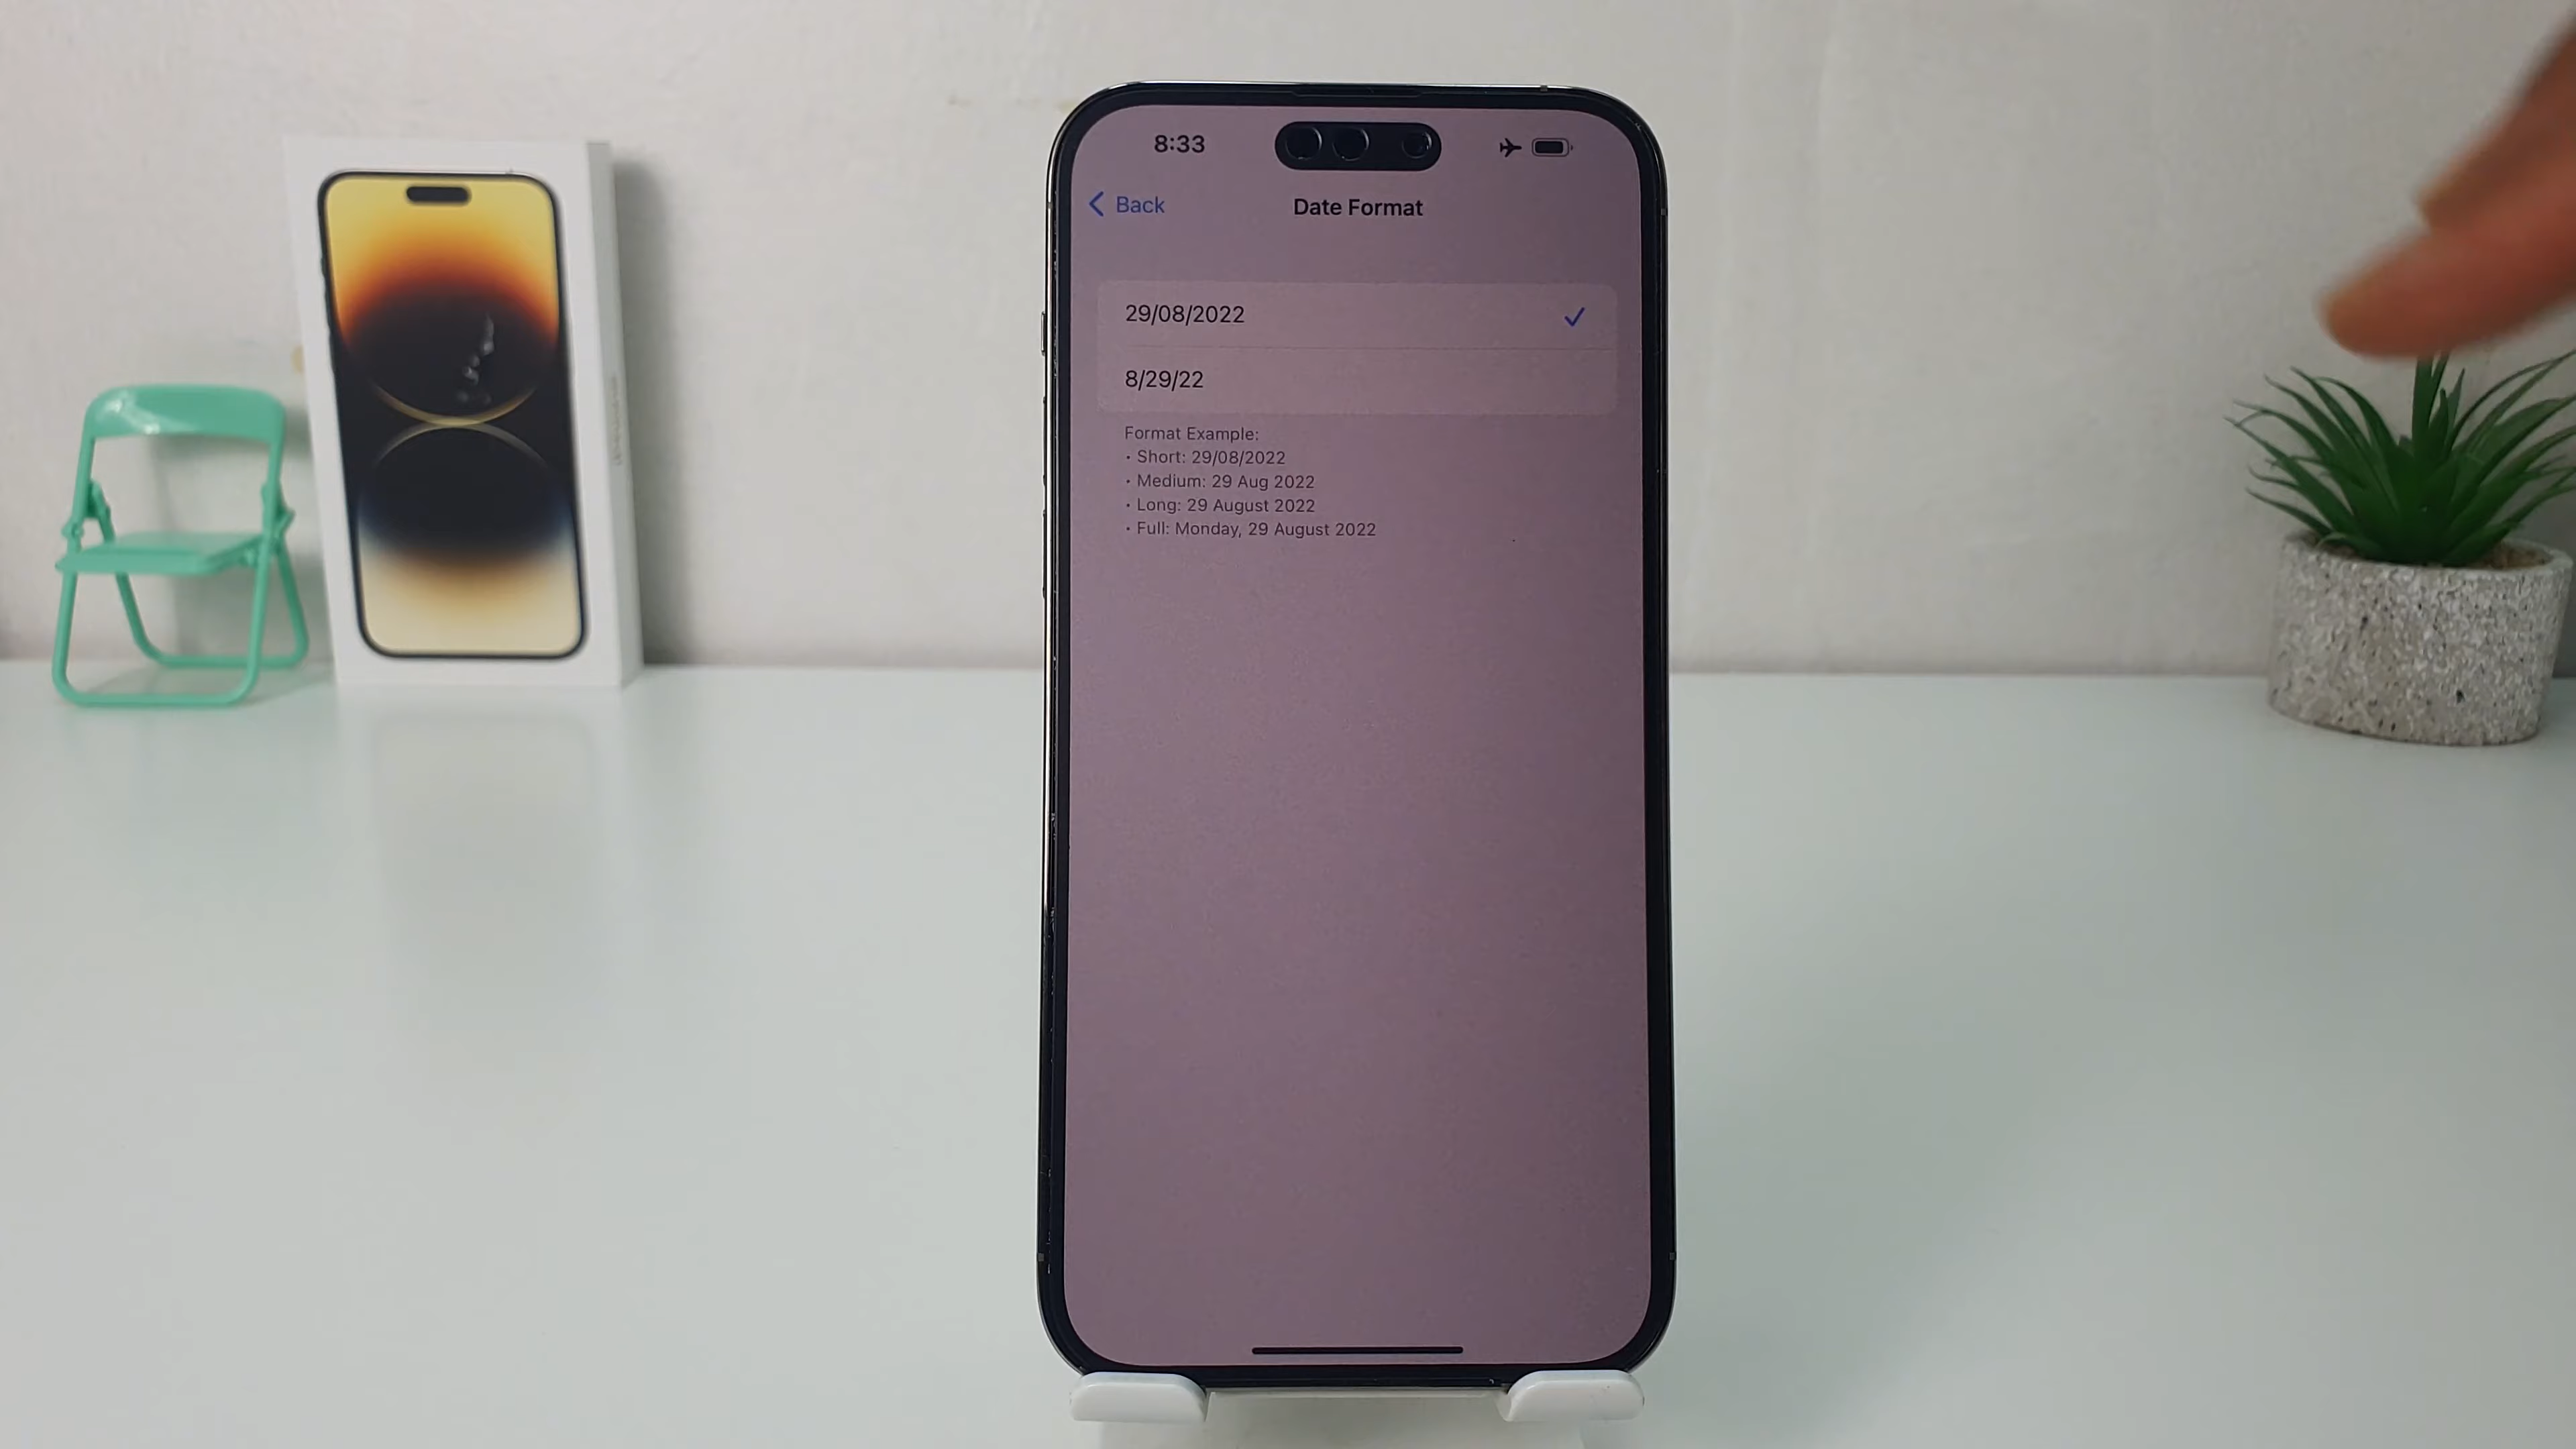 8:33
Back
Date Format
29/08/2022
8/29/22
Format Example:
• Short: 29/08/2022
• Medium: 29 Aug 2022
• Long: 29 August 2022
• Full: Monday, 29 August 2022